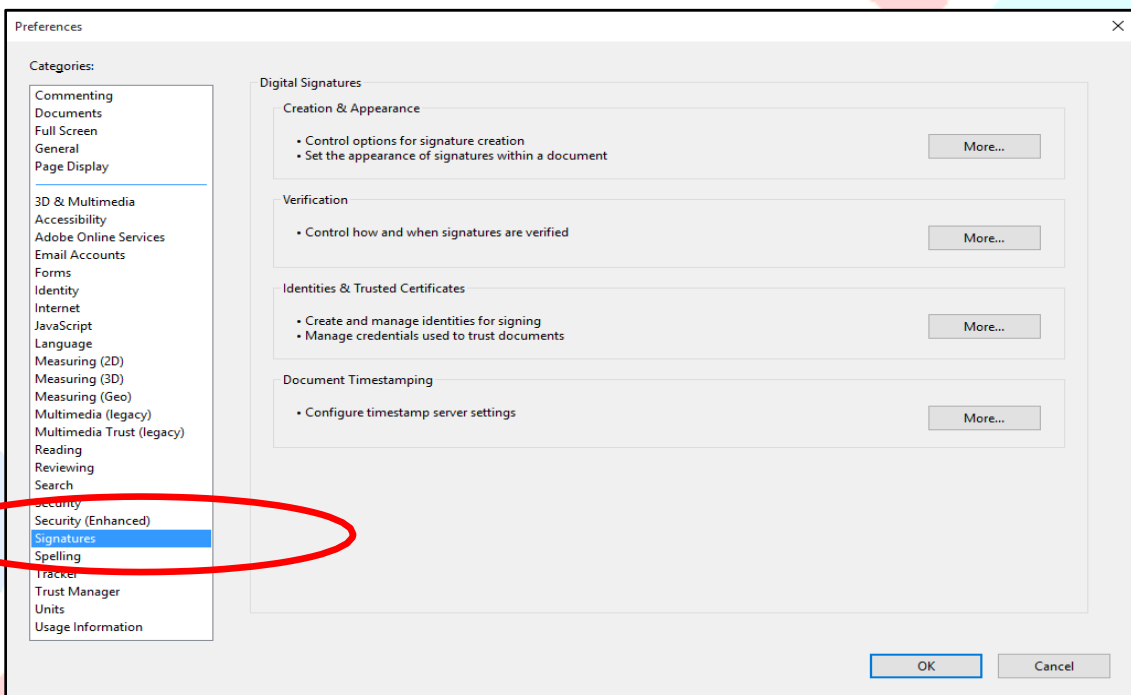 Preferences
Categories:
Commenting
Documents
Full Screen
General
Page Display
3D & Multimedia
Accessibility
Adobe Online Services
Email Accounts
Forms
Identity
Internet
JavaScript
Language
Measuring (2D)
Measuring (3D)
Measuring (Geo)
Multimedia (legacy)
Multimedia Trust (legacy)
Reading
Reviewing
Search
Security
Security (Enhanced)
Signatures
Spelling
Tracker
Trust Manager
Units
Usage Information
Digital Signatures
Creation & Appearance
• Control options for signature creation
• Set the appearance of signatures within a document
More...
Verification
• Control how and when signatures are verified
More...
Identities & Trusted Certificates
• Create and manage identities for signing
• Manage credentials used to trust documents
More...
Document Timestamping
• Configure timestamp server settings
More...
OK
Cancel